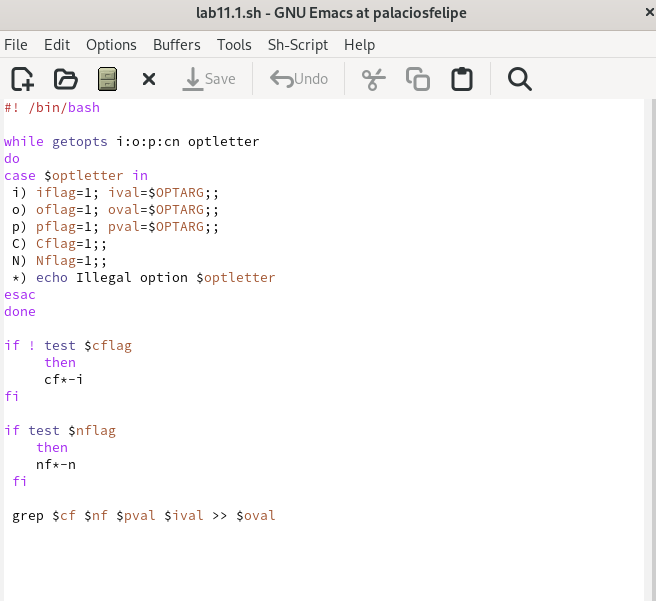 lab11.1.sh - GNU Emacs at palaciosfelipe
File Edit Options Buffers Tools Sh-Script Help
Save Undo
#! /bin/bash
while getopts i:o:p:cn optletter
do
case $optletter in
i) iflag=1; ival=$OPTARG;;
o) oflag=1; oval=$OPTARG;;
p) pflag=1; pval=$OPTARG;;
C) Cflag=1;;
N) Nflag=1;;
*) echo Illegal option $optletter
esac
done
if ! test $cflag
then
cf*-i
fi
if test $nflag
then
nf*-n
fi
grep $cf $nf $pval $ival >> $oval